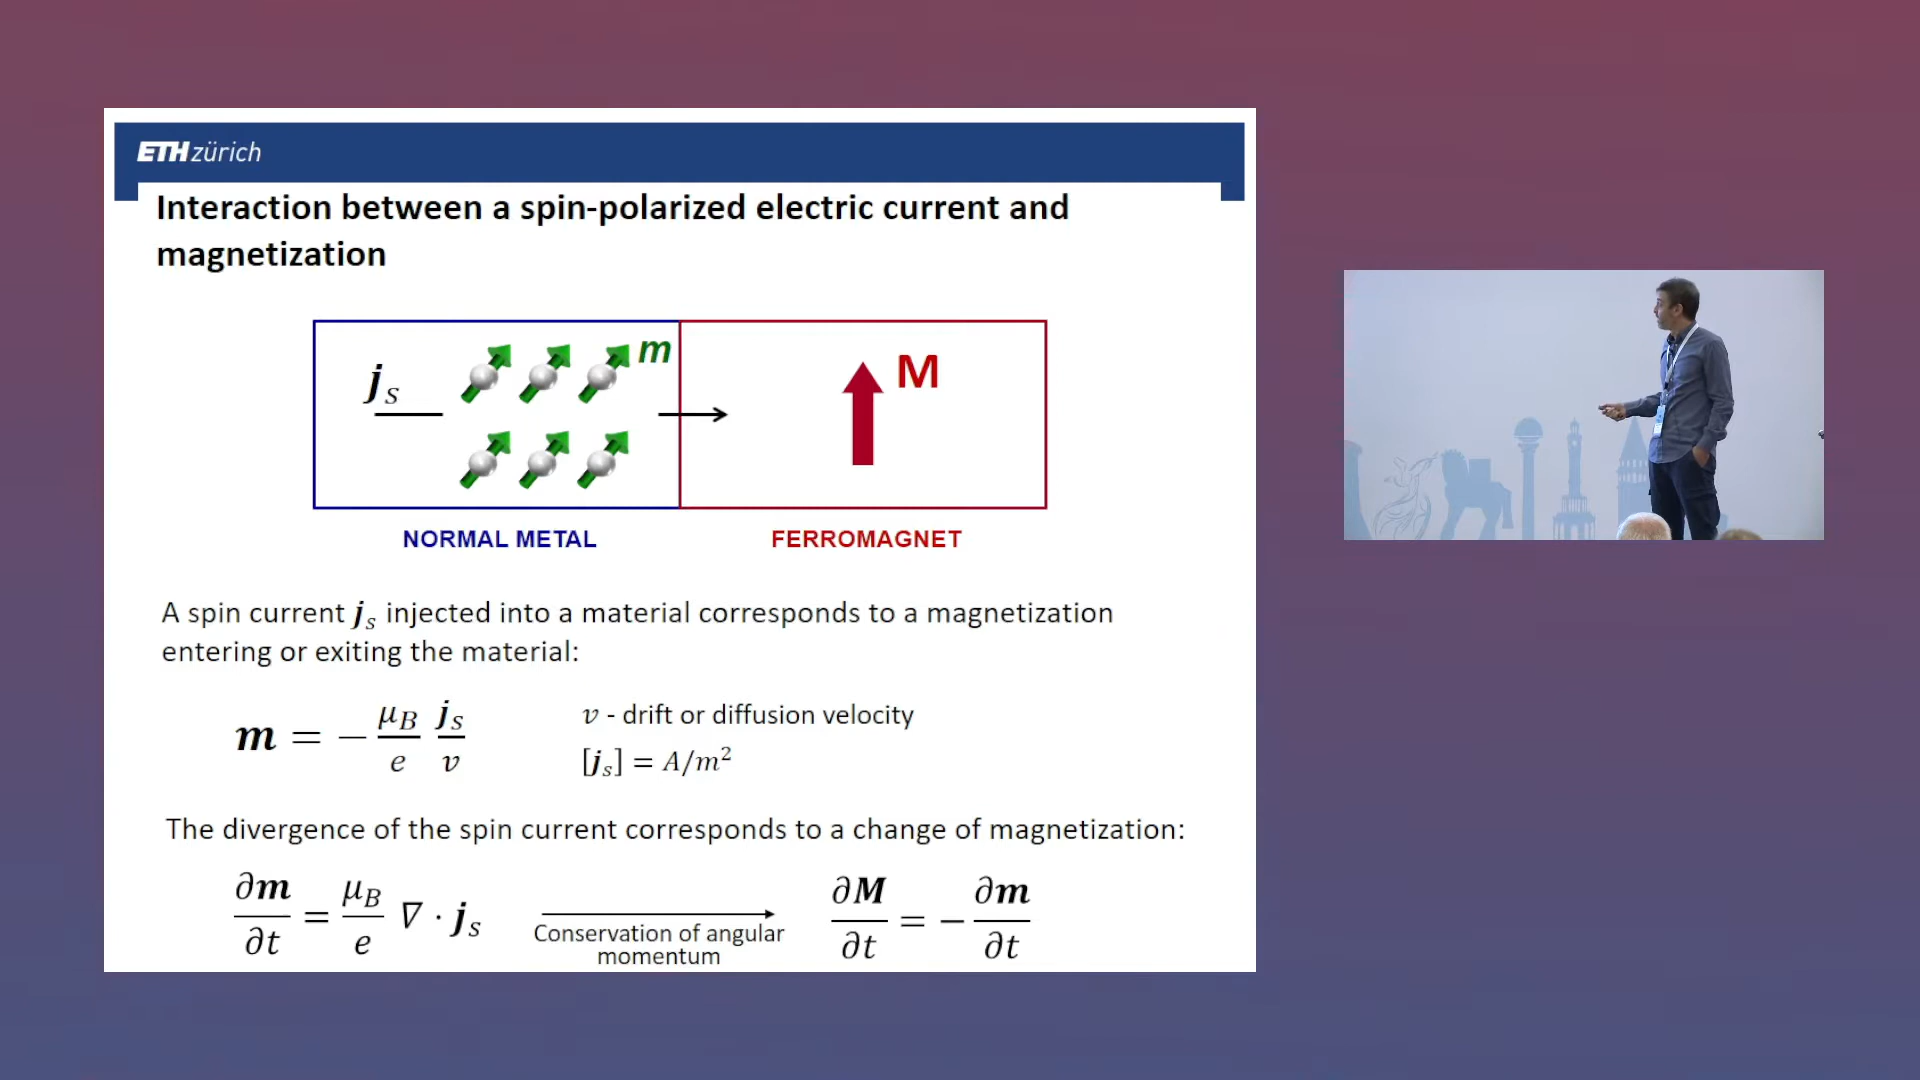 ETH zürich
Interaction between a spin-polarized electric current and
magnetization
j_s
m
M
NORMAL METAL
FERROMAGNET
A spin current j_s injected into a material corresponds to a magnetization
entering or exiting the material:
m = − μ_B/e j_s/v
v - drift or diffusion velocity
[j_s] = A/m²
The divergence of the spin current corresponds to a change of magnetization:
∂m/∂t = μ_B/e ∇ · j_s
Conservation of angular
momentum
∂M/∂t = − ∂m/∂t